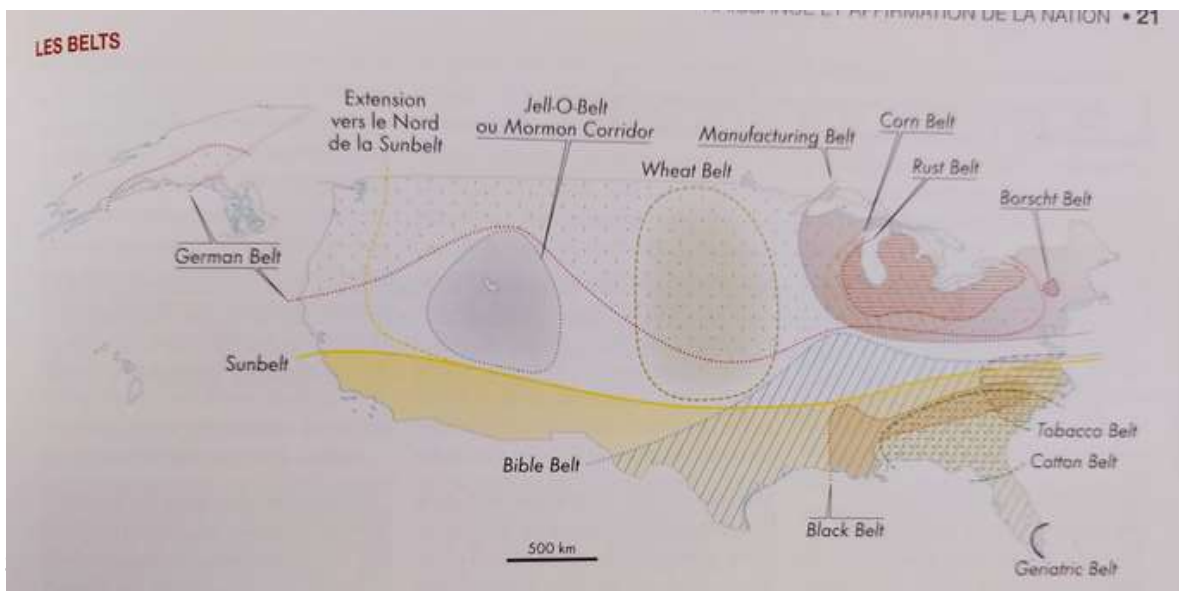 ET AFFIRMATION DE LA NATION • 21
LES BELTS
Extension
vers le Nord
de la Sunbelt
Jell-O-Belt
ou Mormon Corridor
Manufacturing Belt
Corn Belt
Wheat Belt
Rust Belt
Borscht Belt
German Belt
Sunbelt
Bible Belt
Tobacco Belt
Cotton Belt
Black Belt
500 km
Geriatric Belt